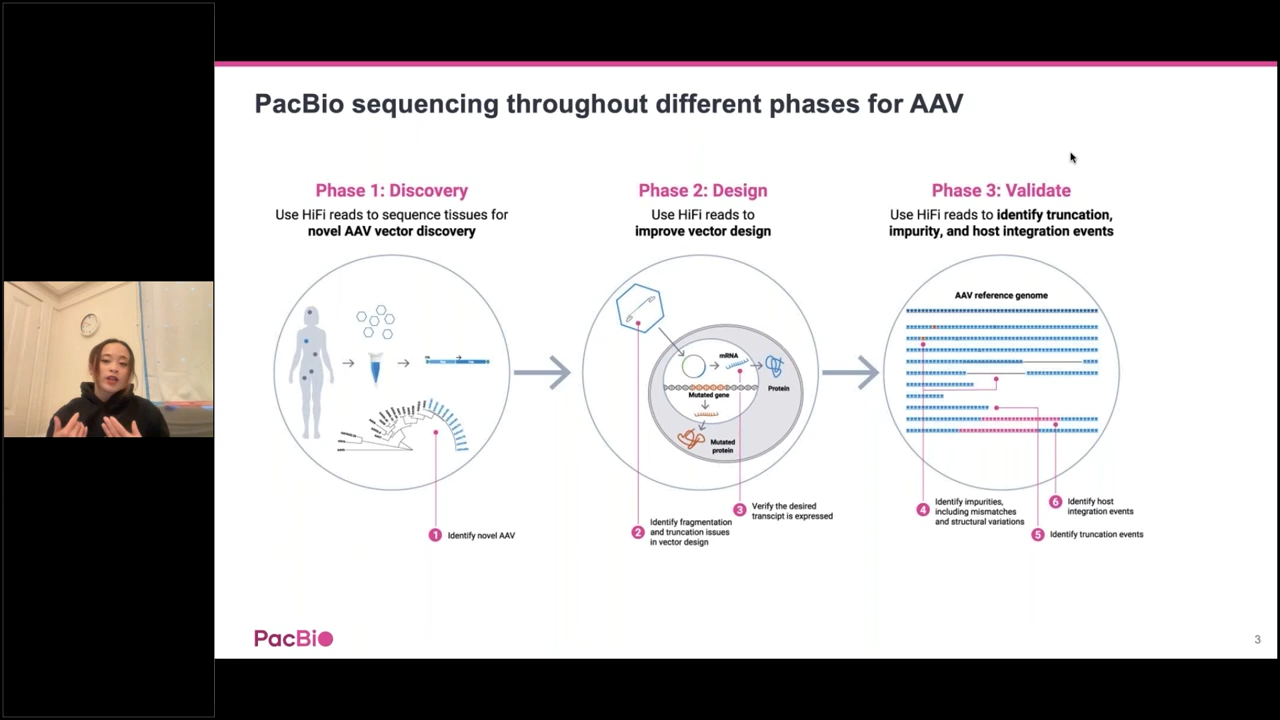 PacBio sequencing throughout different phases for AAV
Phase 1: Discovery
Use HiFi reads to sequence tissues for
novel AAV vector discovery
1 Identify novel AAV
Phase 2: Design
Use HiFi reads to
improve vector design
mRNA
Protein
Mutated gene
Mutated
protein
2 Identify fragmentation
and truncation issues
in vector design
3 Verify the desired
transcipt is expressed
Phase 3: Validate
Use HiFi reads to identify truncation,
impurity, and host integration events
AAV reference genome
4 Identify impurities,
including mismatches
and structural variations
6 Identify host
integration events
5 Identify truncation events
PacBio
3